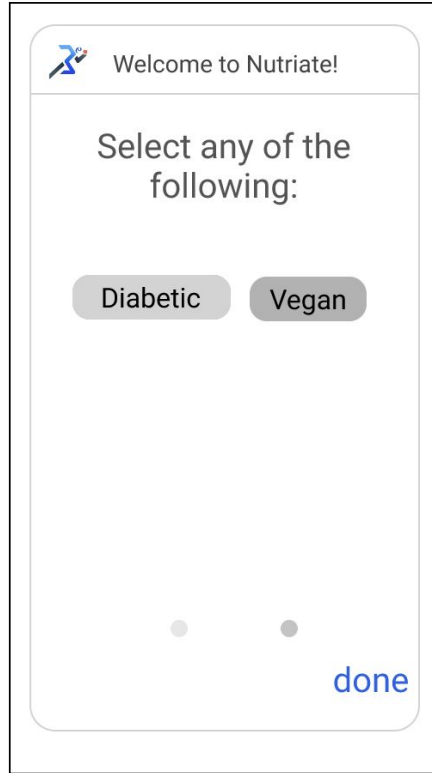 Welcome to Nutriate!
Select any of the
following:
Diabetic Vegan
done